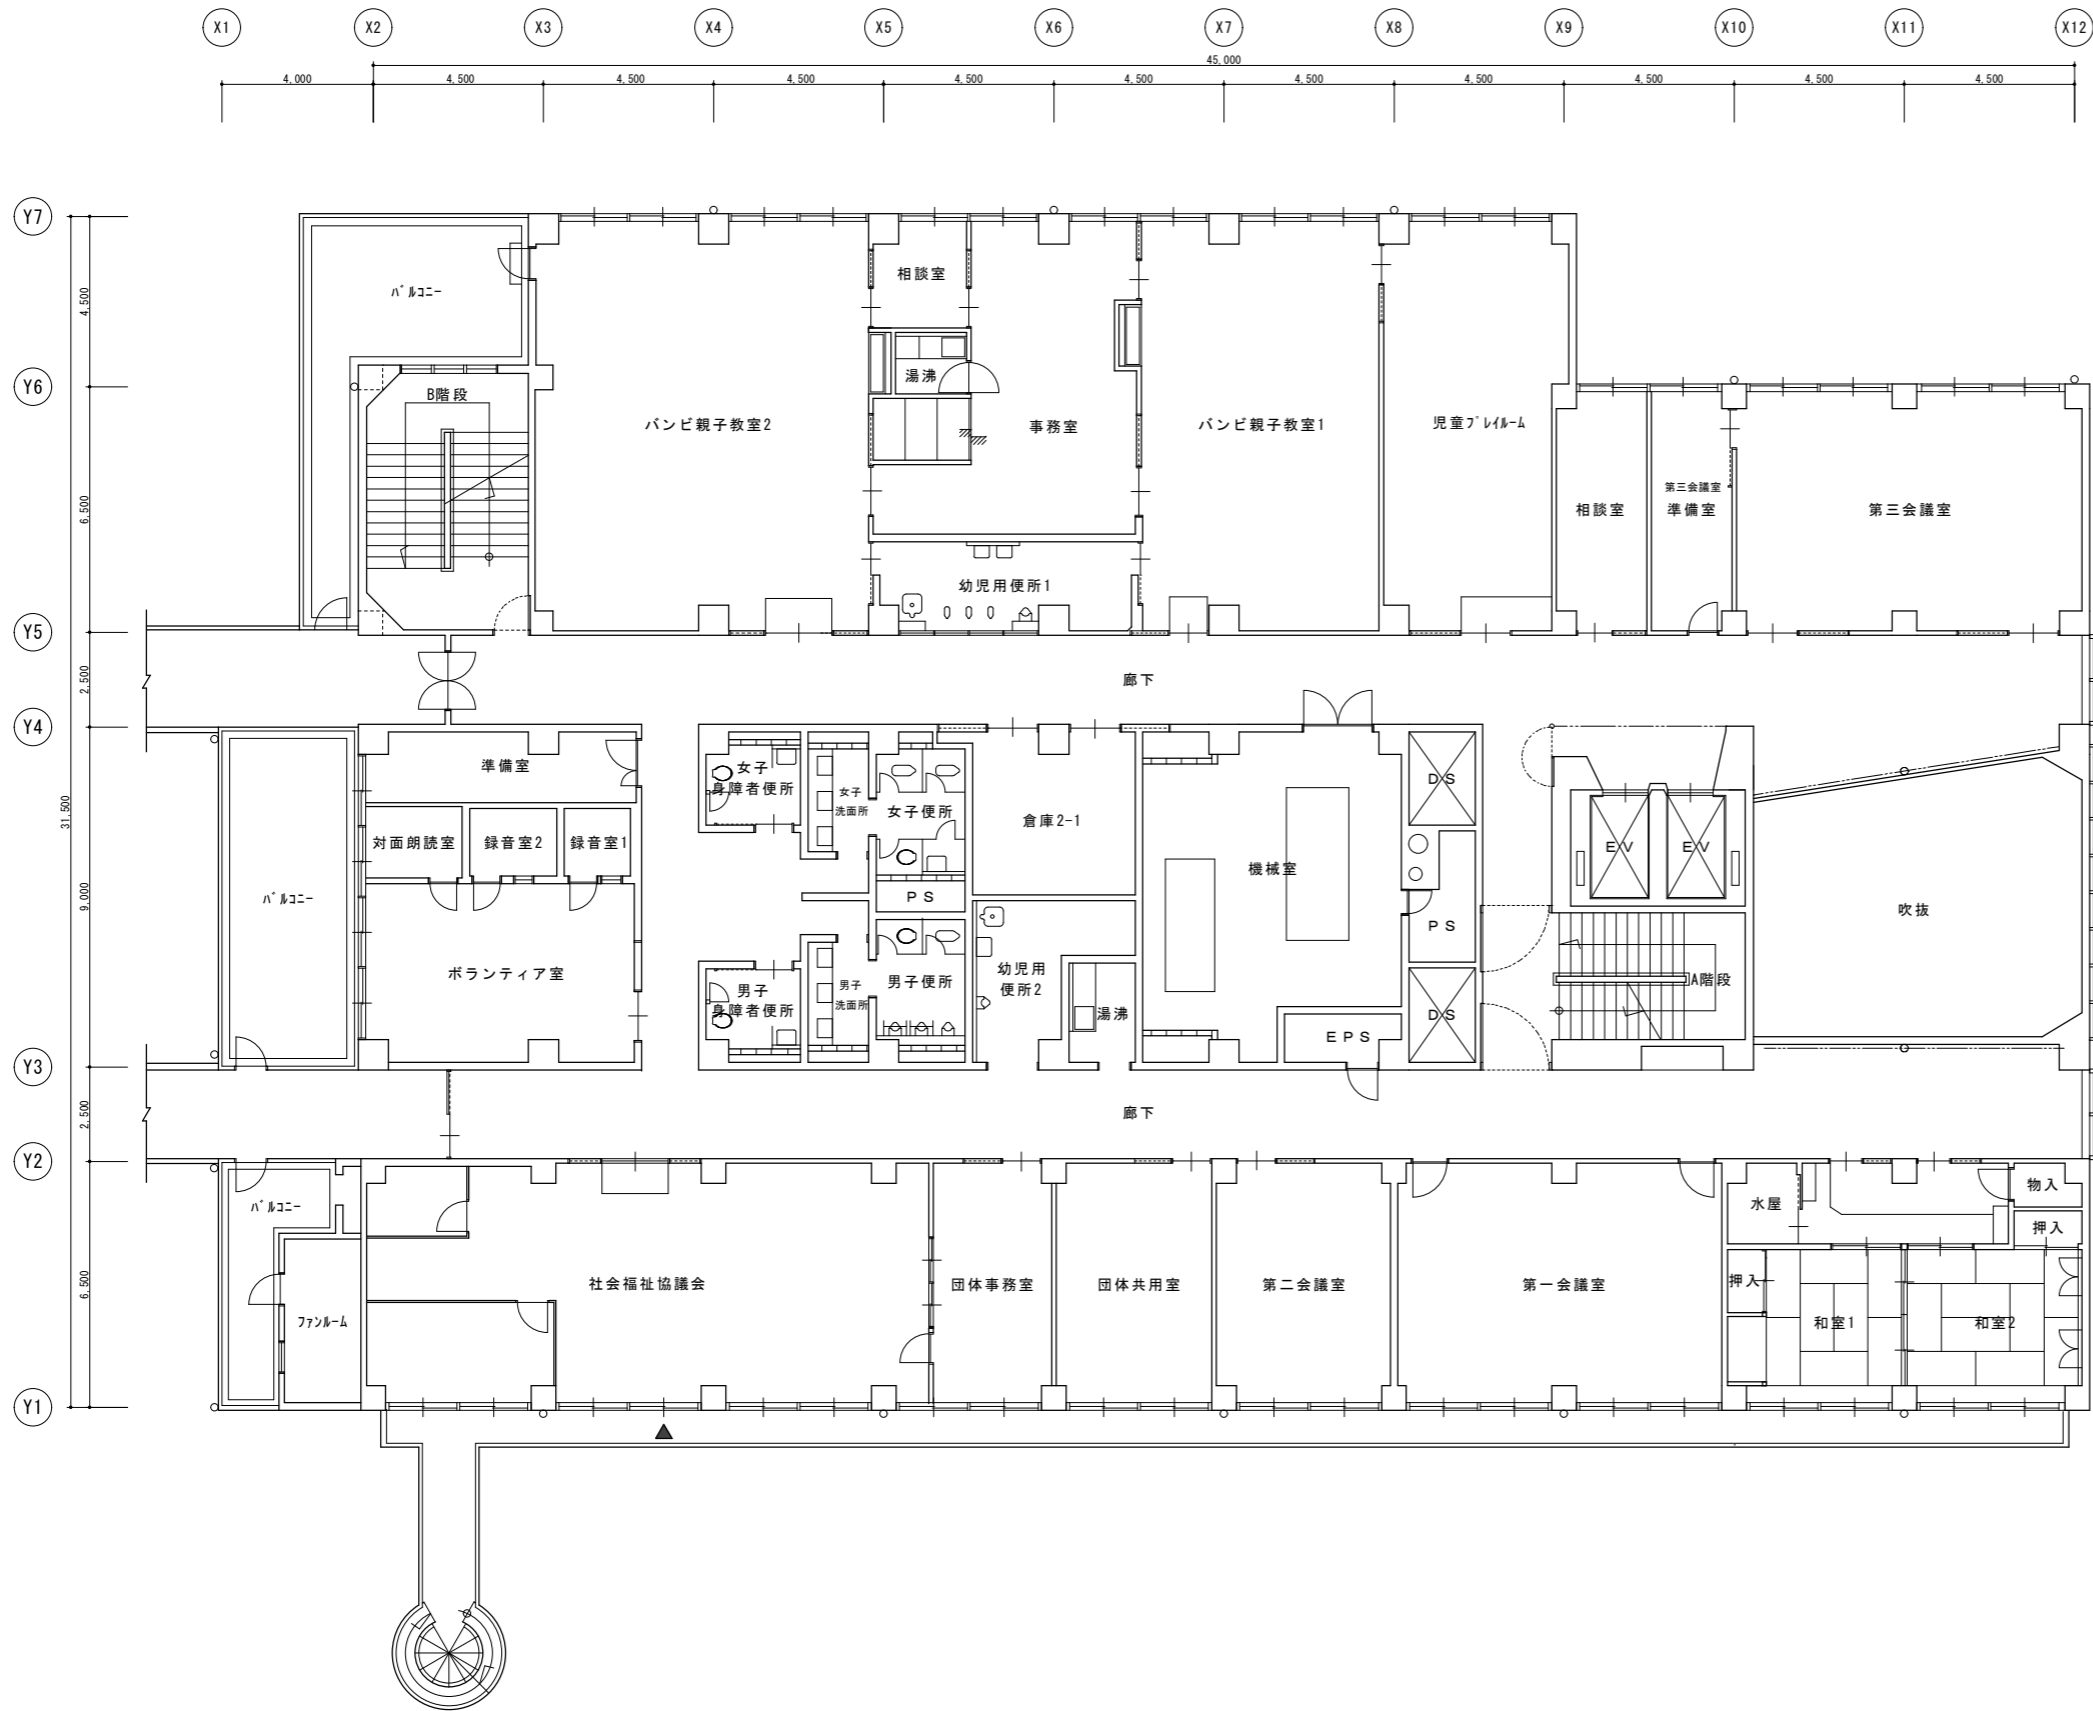 X1 X2 X3 X4 X5 X6 X7 X8 X9 X10 X11 X12
45,000
4,000 4,500 4,500 4,500 4,500 4,500 4,500 4,500 4,500 4,500 4,500
Y7
Y6
Y5
Y4
Y3
Y2
Y1
4,500
6,500
2,500
9,000
2,500
6,500
31,500
バルコニー
相談室
湯沸
B階段
バンビ親子教室2
事務室
バンビ親子教室1
児童プレイルーム
相談室
第三会議室
準備室
第三会議室
幼児用便所1
廊下
準備室
対面朗読室
録音室2
録音室1
バルコニー
ボランティア室
女子
身障者便所
女子
洗面所
女子便所
PS
男子
身障者便所
男子
洗面所
男子便所
倉庫2-1
幼児用
便所2
湯沸
機械室
DS
PS
DS
EPS
EV
EV
A階段
吹抜
廊下
バルコニー
ファンルーム
社会福祉協議会
団体事務室
団体共用室
第二会議室
第一会議室
水屋
物入
押入
押入
和室1
和室2